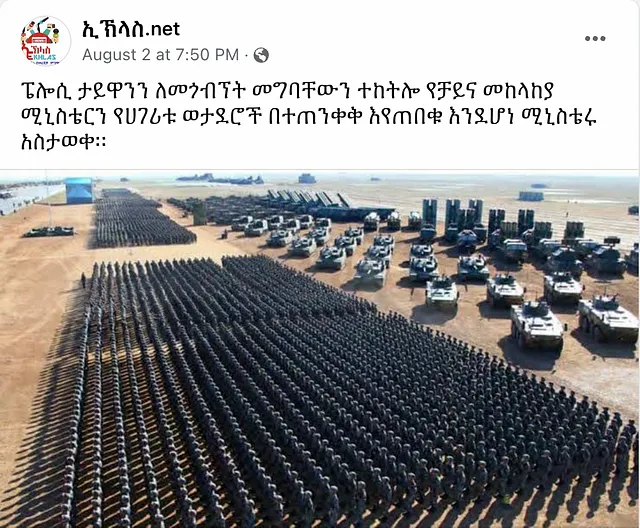 ኢኽላስ.net
August 2 at 7:50 PM ·
ፔሎሲ ታይዋንን ለመጎብኘት መግባቸውን ተከትሎ የቻይና መከላከያ
ሚኒስቴርን የሀገሪቱ ወታደሮች በተጠንቀቅ እየጠበቁ እንደሆነ ሚኒስቴሩ
አስታወቀ።